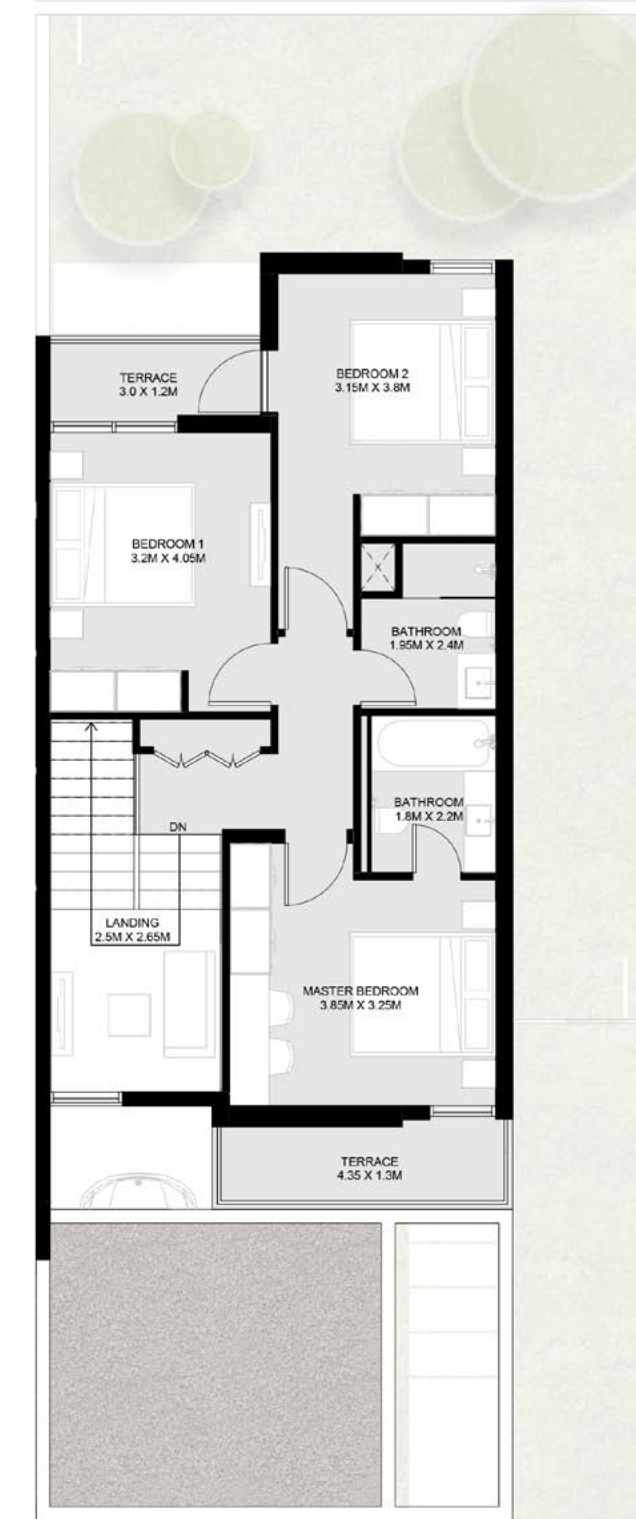 TERRACE
3.0 X 1.2M
BEDROOM 2
3.15M X 3.8M
BEDROOM 1
3.2M X 4.05M
X
BATHROOM
1.95M X 2.4M
BATHROOM
1.8M X 2.2M
DN
LANDING
2.5M X 2.65M
MASTER BEDROOM
3.85M X 3.25M
TERRACE
4.35 X 1.3M